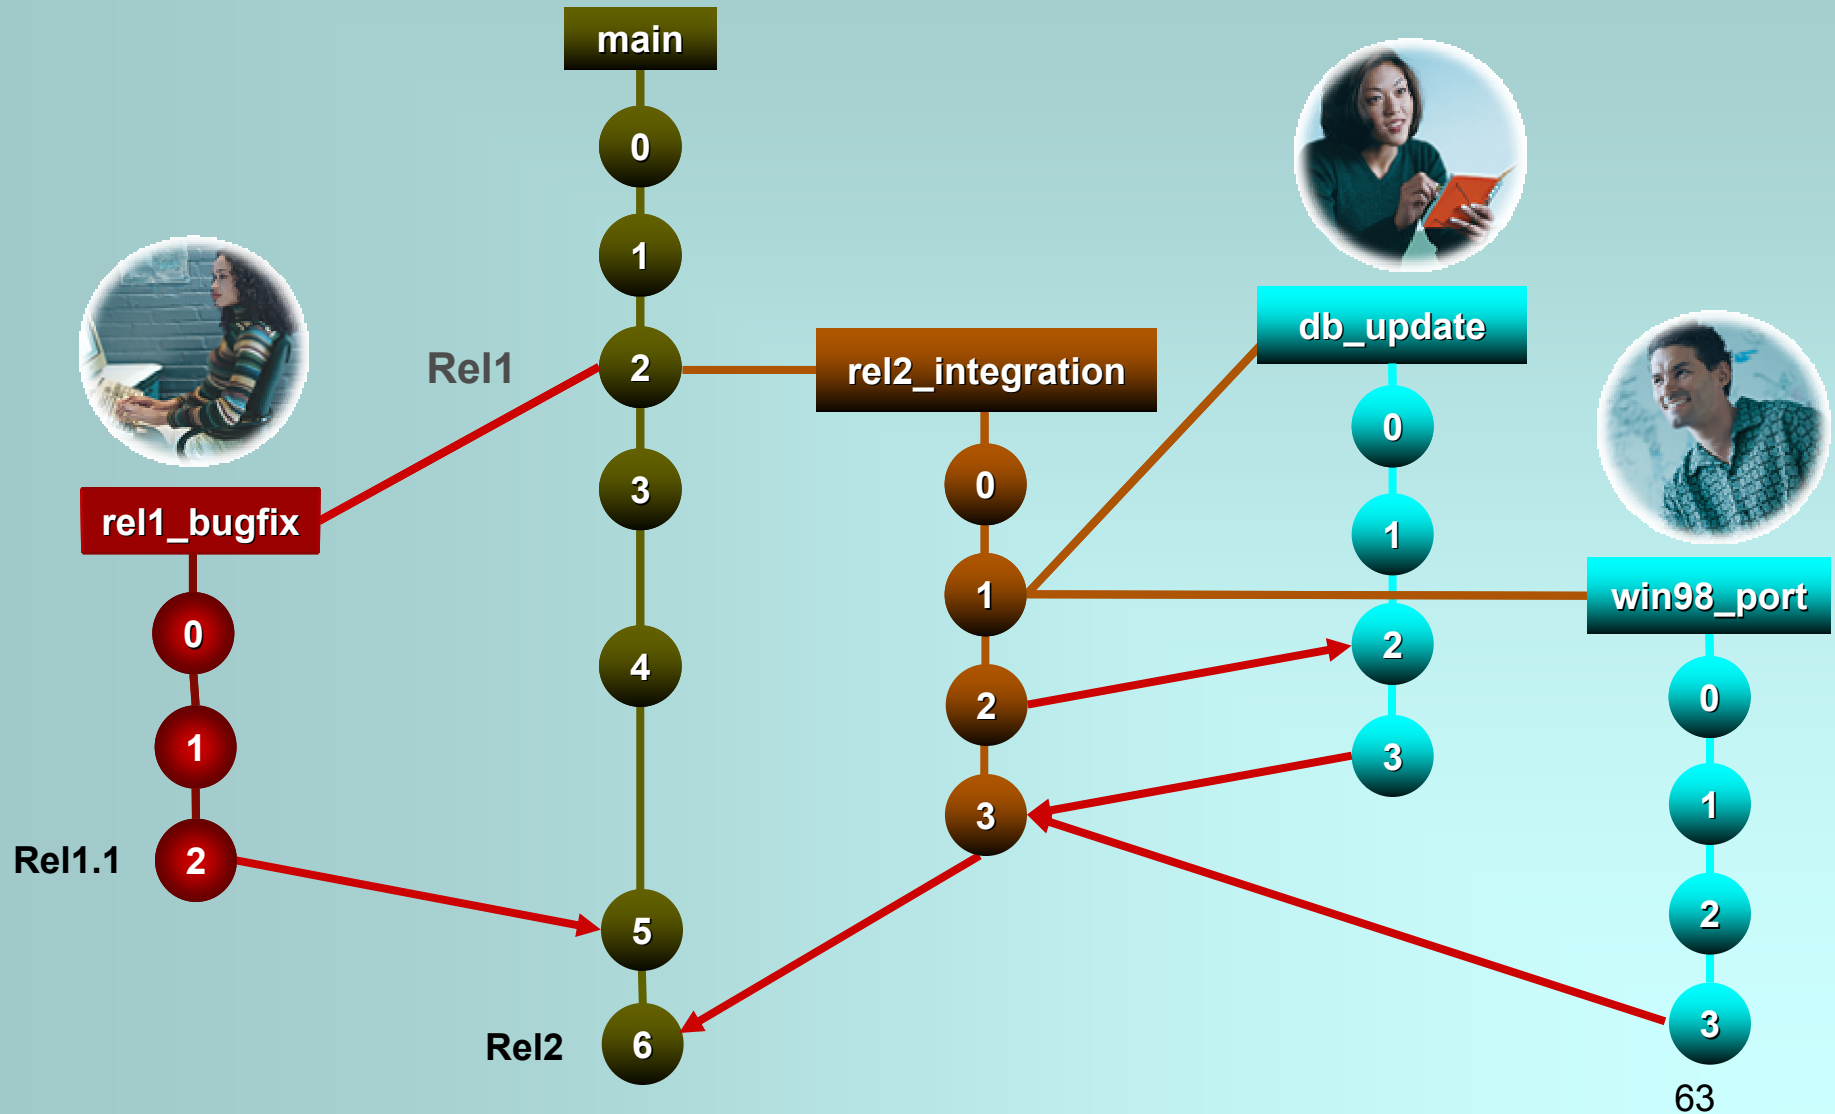 main
0
1
Rel1
2
3
4
5
Rel2
6
rel1_bugfix
0
1
Rel1.1
2
rel2_integration
0
1
2
3
db_update
0
1
2
3
win98_port
0
1
2
3
63